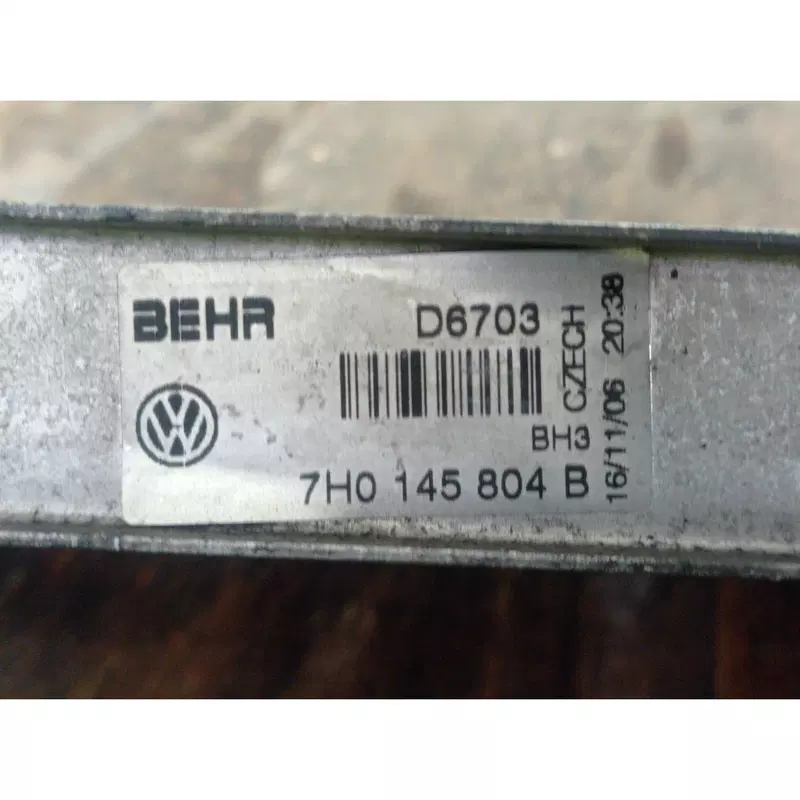 BEHR
D6703
BH3
7H0 145 804 B
CZECH
16/11/06 20:38